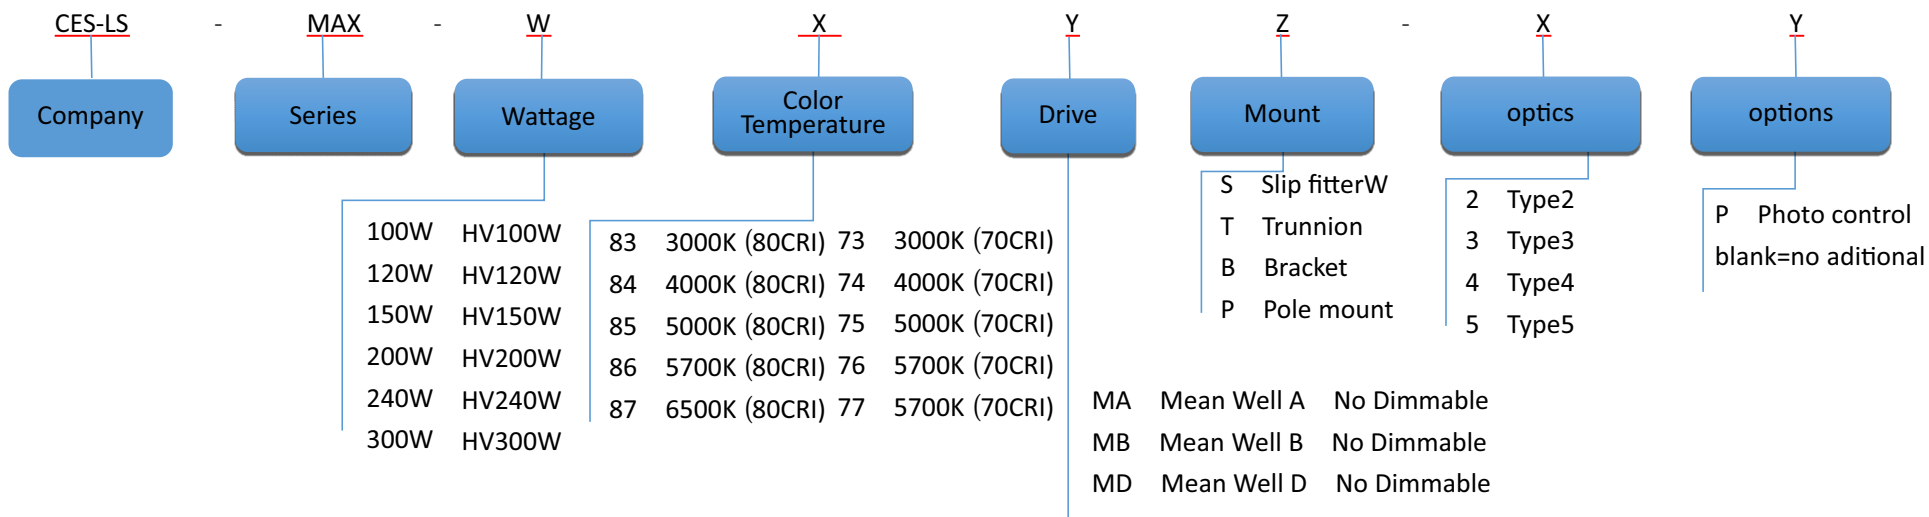 CES-LS - MAX - W X Y Z - X Y
Company Series Wattage Color Temperature Drive Mount optics options
100W HV100W
120W HV120W
150W HV150W
200W HV200W
240W HV240W
300W HV300W
83 3000K (80CRI) 73 3000K (70CRI)
84 4000K (80CRI) 74 4000K (70CRI)
85 5000K (80CRI) 75 5000K (70CRI)
86 5700K (80CRI) 76 5700K (70CRI)
87 6500K (80CRI) 77 5700K (70CRI)
MA Mean Well A No Dimmable
MB Mean Well B No Dimmable
MD Mean Well D No Dimmable
S Slip fitterW
T Trunnion
B Bracket
P Pole mount
2 Type2
3 Type3
4 Type4
5 Type5
P Photo control
blank=no aditional